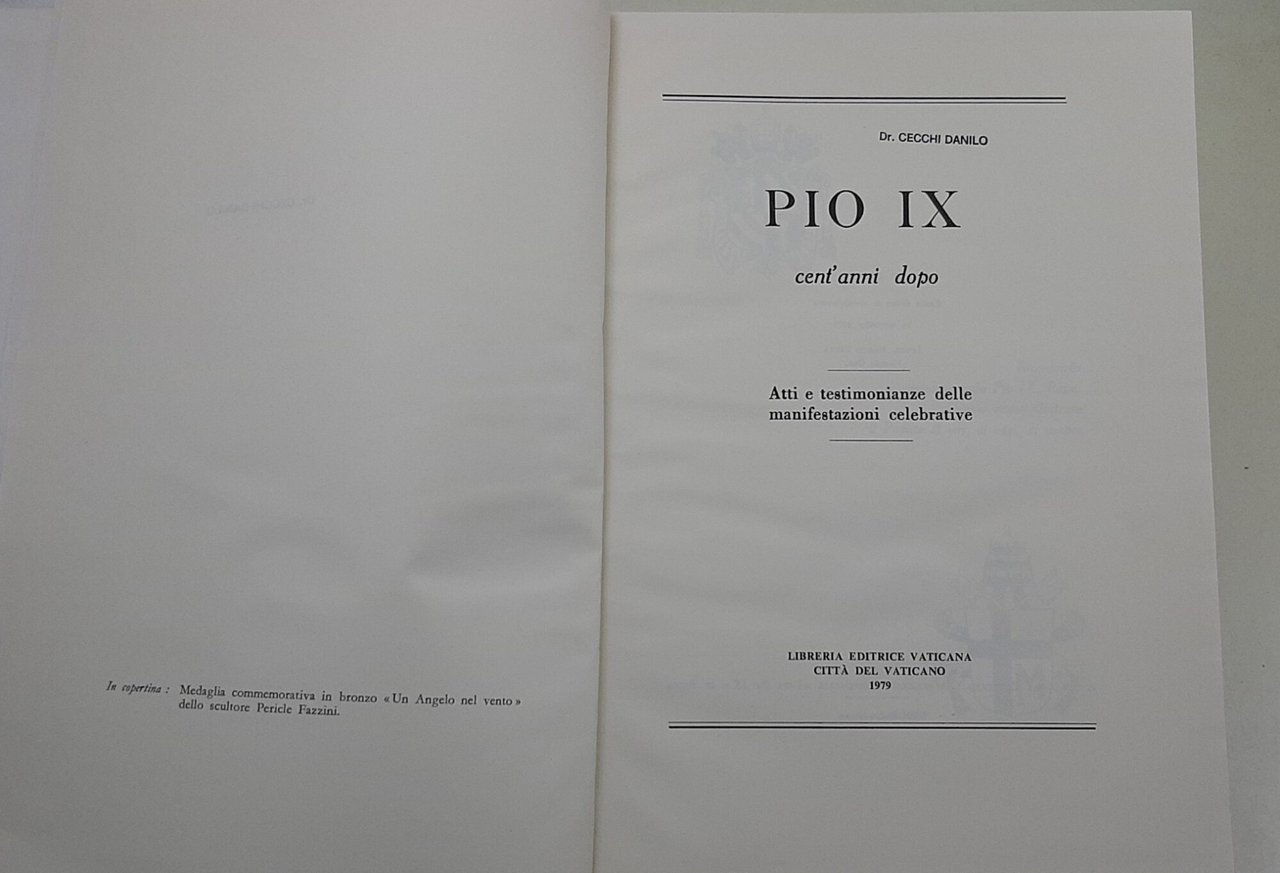 In copertina : Medaglia commemorativa in bronzo «Un Angelo nel vento»
dello scultore Pericle Fazzini.
Dr. CECCHI DANILO
PIO IX
cent'anni dopo
Atti e testimonianze delle
manifestazioni celebrative
LIBRERIA EDITRICE VATICANA
CITTÀ DEL VATICANO
1979